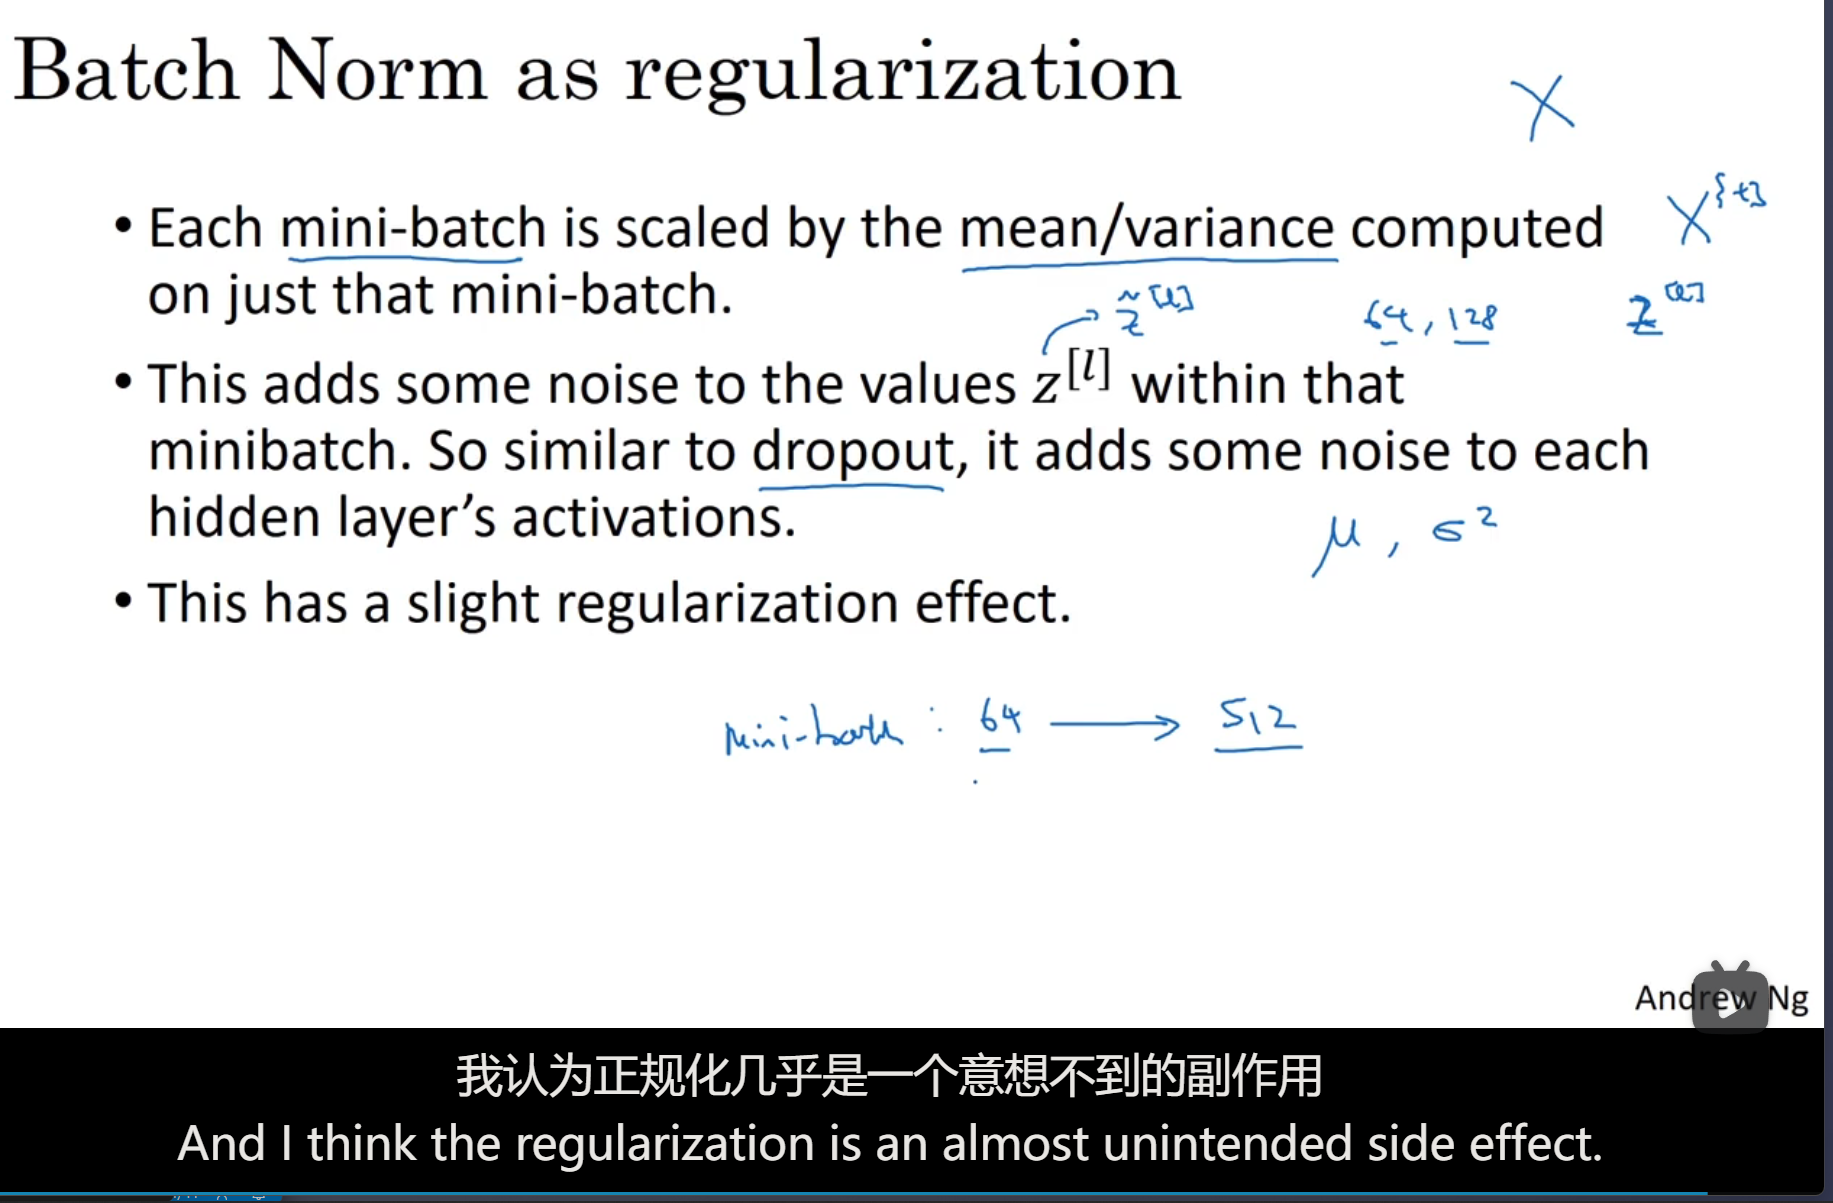 Batch Norm as regularization
X
• Each mini-batch is scaled by the mean/variance computed
X^{t}
on just that mini-batch.
z̃^[l]
64, 128
z^[l]
• This adds some noise to the values z^[l] within that
minibatch. So similar to dropout, it adds some noise to each
hidden layer’s activations.
μ, σ²
• This has a slight regularization effect.
mini-batch : 64 → 512
Andrew Ng
我认为正规化几乎是一个意想不到的副作用
And I think the regularization is an almost unintended side effect.